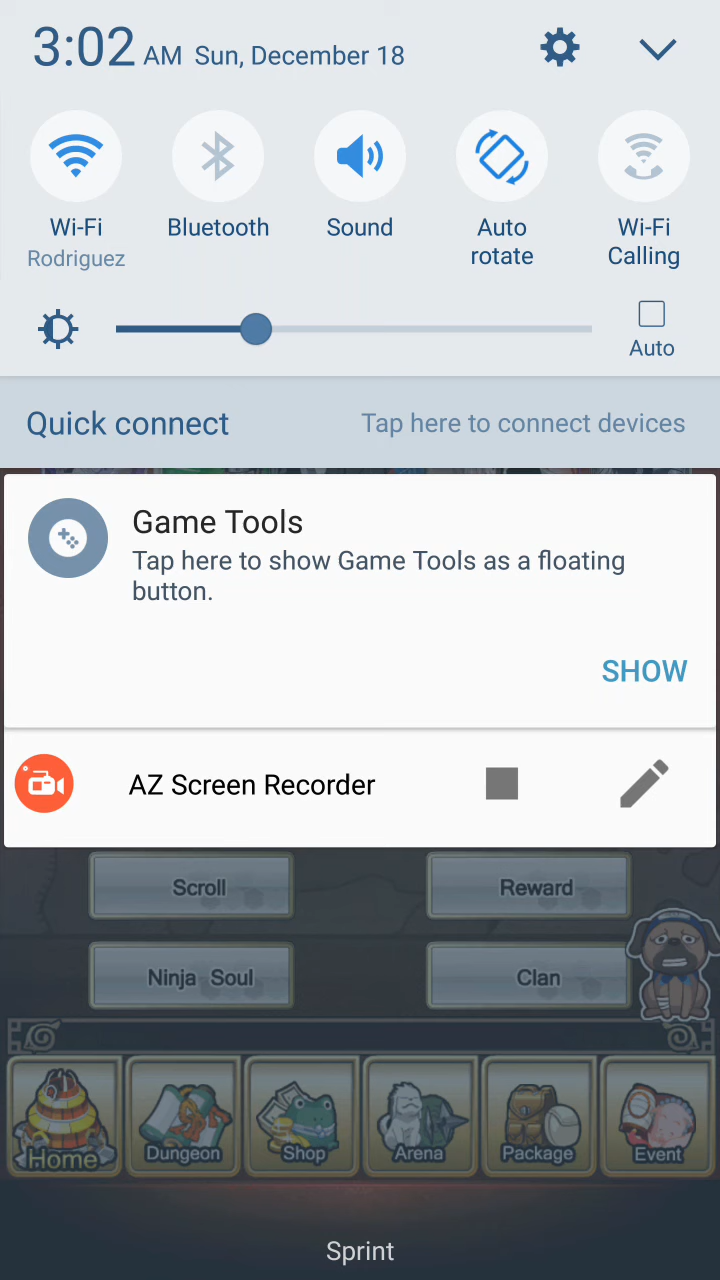 3:02 AM Sun, December 18
Wi-Fi Bluetooth Sound Auto rotate Wi-Fi Calling
Rodriguez
Auto
Quick connect Tap here to connect devices
Game Tools
Tap here to show Game Tools as a floating
button.
SHOW
AZ Screen Recorder
Scroll Reward
Ninja Soul Clan
Home Dungeon Shop Arena Package Event
Sprint